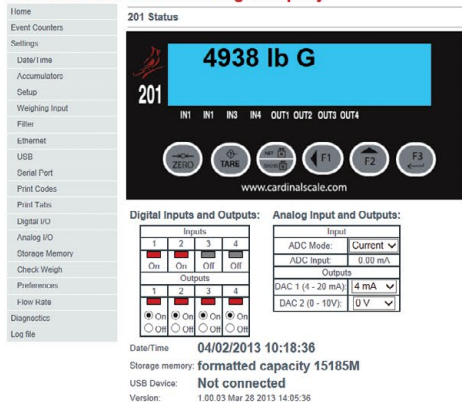 Home
Event Counters
Settings
Date/Time
Accumulators
Setup
Weighing Input
Filter
Ethernet
USB
Serial Port
Print Codes
Print Tabs
Digital I/O
Analog I/O
Storage Memory
Check Weigh
Preferences
Flow Rate
Diagnostics
Log file
201 Status
4938 lb G
201
IN1 IN1 IN3 IN4 OUT1 OUT2 OUT3 OUT4
ZERO TARE NET GROSS F1 F2 F3
www.cardinalscale.com
Digital Inputs and Outputs:
Inputs
1 2 3 4
On On Off Off
Outputs
1 2 3 4
On On On On
Off Off Off Off
Analog Input and Outputs:
Input
ADC Mode: Current
ADC Input: 0.00 mA
Outputs
DAC 1 (4 - 20 mA): 4 mA
DAC 2 (0 - 10V): 0 V
Date/Time 04/02/2013 10:18:36
Storage memory: formatted capacity 15185M
USB Device: Not connected
Version: 1.00.03 Mar 28 2013 14:05:36